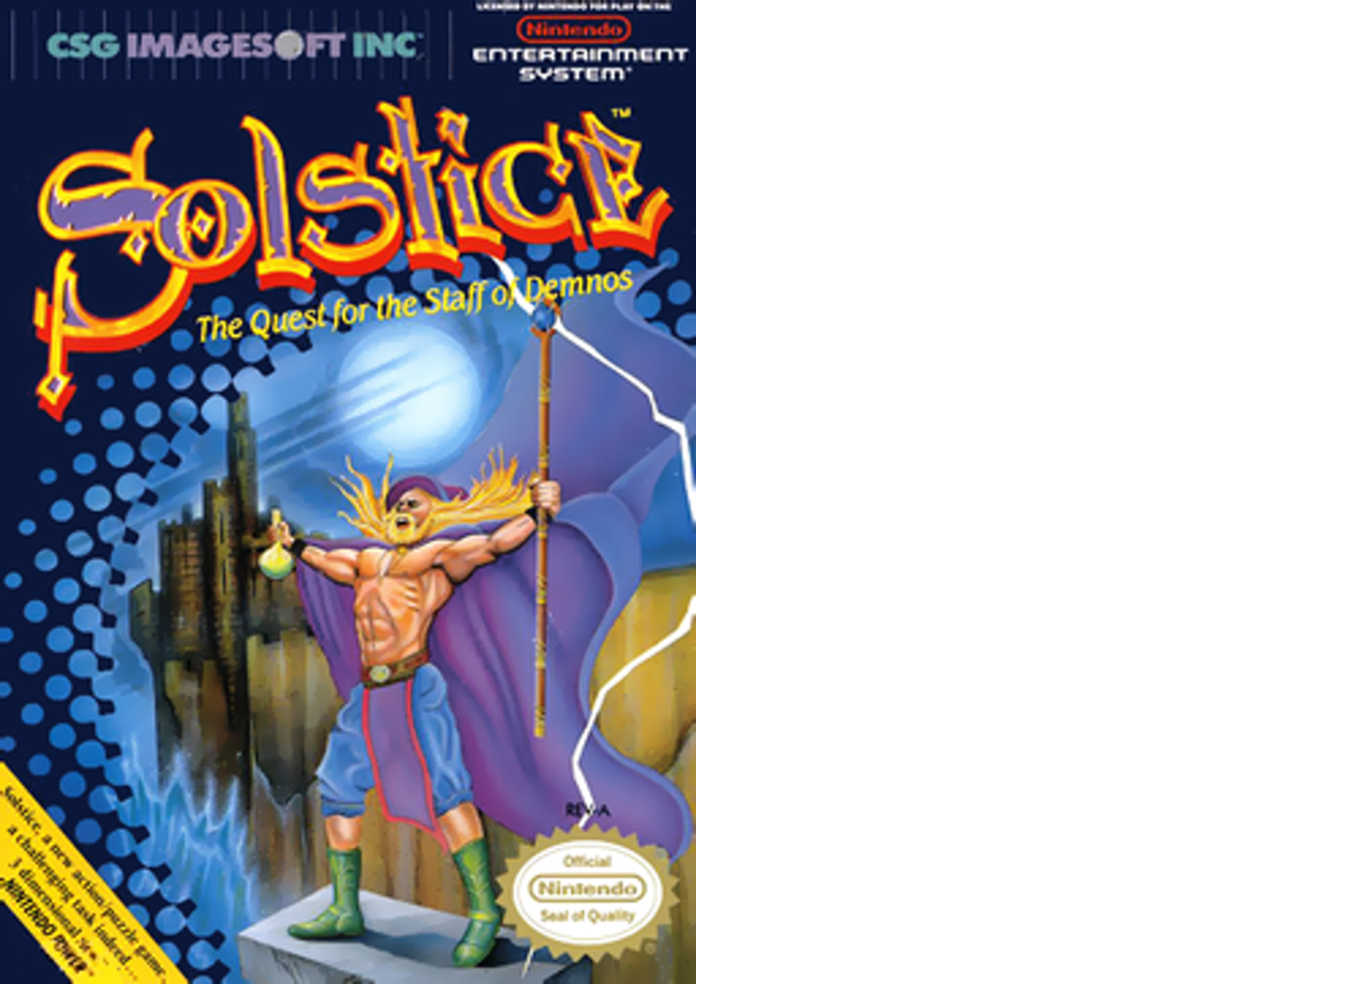 LICENSED BY NINTENDO FOR PLAY ON THE
Nintendo
ENTERTAINMENT
SYSTEM
CSG IMAGESOFT INC
Solstice™
The Quest for the Staff of Demnos
REV-A
Official
Nintendo
Seal of Quality
Solstice, a new action/puzzle game,
a challenging task indeed...
3 dimensional
NINTENDO POWER